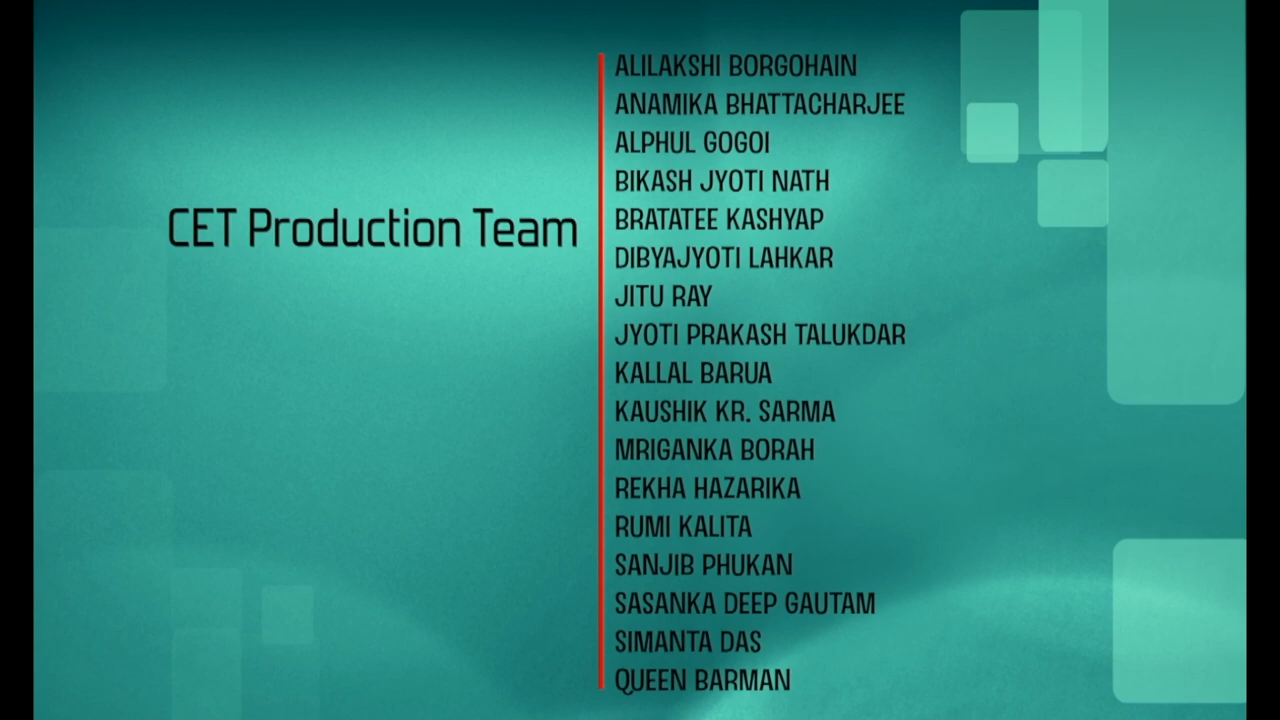 CET Production Team
ALILAKSHI BORGOHAIN
ANAMIKA BHATTACHARJEE
ALPHUL GOGOI
BIKASH JYOTI NATH
BRATATEE KASHYAP
DIBYAJYOTI LAHKAR
JITU RAY
JYOTI PRAKASH TALUKDAR
KALLAL BARUA
KAUSHIK KR. SARMA
MRIGANKA BORAH
REKHA HAZARIKA
RUMI KALITA
SANJIB PHUKAN
SASANKA DEEP GAUTAM
SIMANTA DAS
QUEEN BARMAN